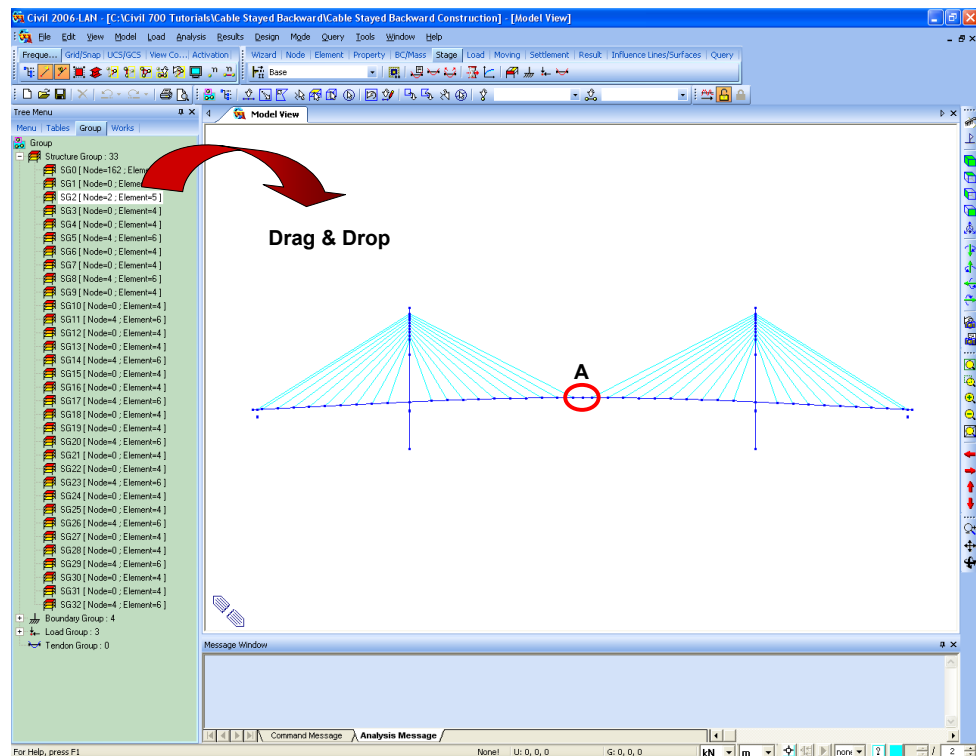 Civil 2006-LAN - [C:\Civil 700 Tutorials\Cable Stayed Backward\Cable Stayed Backward Construction] - [Model View]
File Edit View Model Load Analysis Results Design Mode Query Tools Window Help
Freque... Grid/Snap UCS/GCS View Co... Activation Wizard Node Element Property BC/Mass Stage Load Moving Settlement Result Influence Lines/Surfaces Query
Base
Tree Menu
Model View
Menu Tables Group Works
Group
Structure Group : 33
SG0 [ Node=162 ; Elem
SG1 [ Node=0 ; Eleme
SG2 [ Node=2 ; Element=5 ]
SG3 [ Node=0 ; Element=4 ]
SG4 [ Node=0 ; Element=4 ]
SG5 [ Node=4 ; Element=6 ]
SG6 [ Node=0 ; Element=4 ]
SG7 [ Node=0 ; Element=4 ]
SG8 [ Node=4 ; Element=6 ]
SG9 [ Node=0 ; Element=4 ]
SG10 [ Node=0 ; Element=4 ]
SG11 [ Node=4 ; Element=6 ]
SG12 [ Node=0 ; Element=4 ]
SG13 [ Node=0 ; Element=4 ]
SG14 [ Node=4 ; Element=6 ]
SG15 [ Node=0 ; Element=4 ]
SG16 [ Node=0 ; Element=4 ]
SG17 [ Node=4 ; Element=6 ]
SG18 [ Node=0 ; Element=4 ]
SG19 [ Node=0 ; Element=4 ]
SG20 [ Node=4 ; Element=6 ]
SG21 [ Node=0 ; Element=4 ]
SG22 [ Node=0 ; Element=4 ]
SG23 [ Node=4 ; Element=6 ]
SG24 [ Node=0 ; Element=4 ]
SG25 [ Node=0 ; Element=4 ]
SG26 [ Node=4 ; Element=6 ]
SG27 [ Node=0 ; Element=4 ]
SG28 [ Node=0 ; Element=4 ]
SG29 [ Node=4 ; Element=6 ]
SG30 [ Node=0 ; Element=4 ]
SG31 [ Node=0 ; Element=4 ]
SG32 [ Node=4 ; Element=6 ]
Boundary Group : 4
Load Group : 3
Tendon Group : 0
Drag & Drop
A
Message Window
Command Message Analysis Message
For Help, press F1 None! U: 0, 0, 0 G: 0, 0, 0 kN m none ? / 2